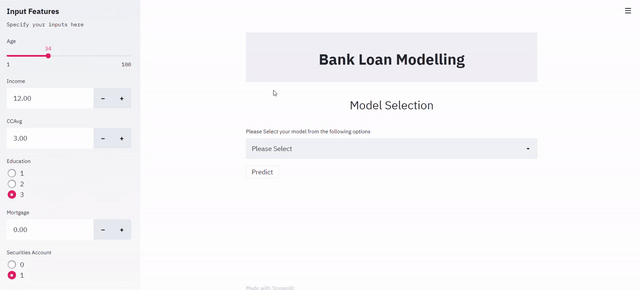 Input Features
Specify your inputs here
Age
34
1 100
Income
12.00 − +
CCAvg
3.00 − +
Education
1
2
3
Mortgage
0.00 − +
Securities Account
0
1
Bank Loan Modelling
Model Selection
Please Select your model from the following options
Please Select
Predict
Made with Streamlit